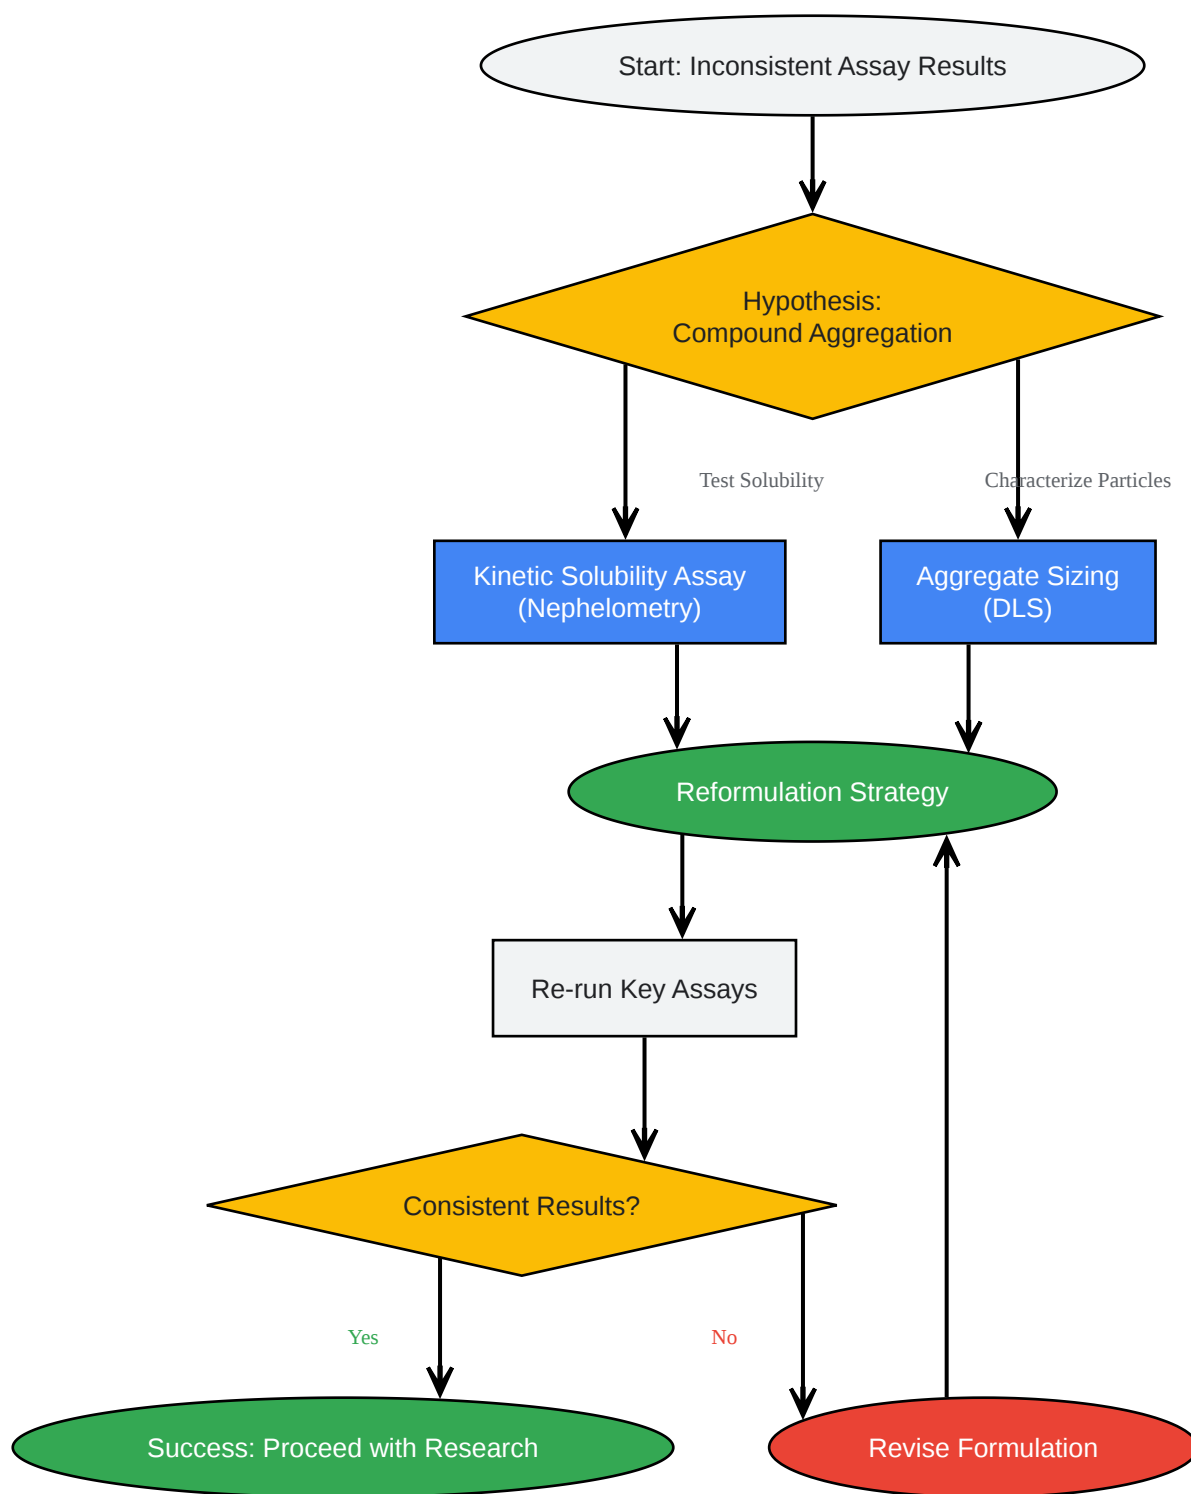 Start: Inconsistent Assay Results
Hypothesis:
Compound Aggregation
Test Solubility
Characterize Particles
Kinetic Solubility Assay
(Nephelometry)
Aggregate Sizing
(DLS)
Reformulation Strategy
Re-run Key Assays
Consistent Results?
Yes
No
Success: Proceed with Research
Revise Formulation